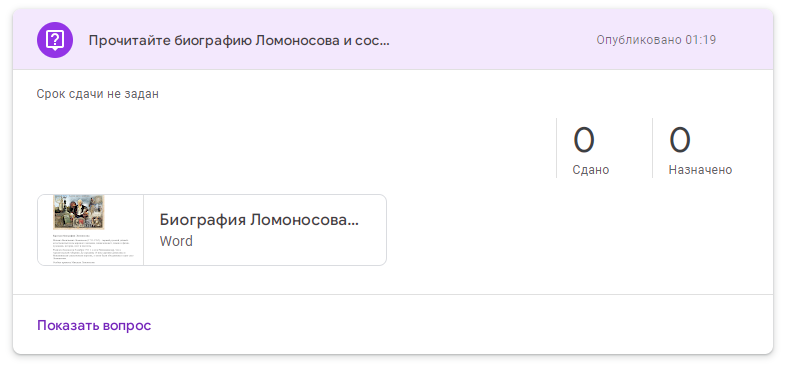 Прочитайте биографию Ломоносова и сос...
Опубликовано 01:19
Срок сдачи не задан
0
Сдано
0
Назначено
Биография Ломоносова...
Word
Показать вопрос